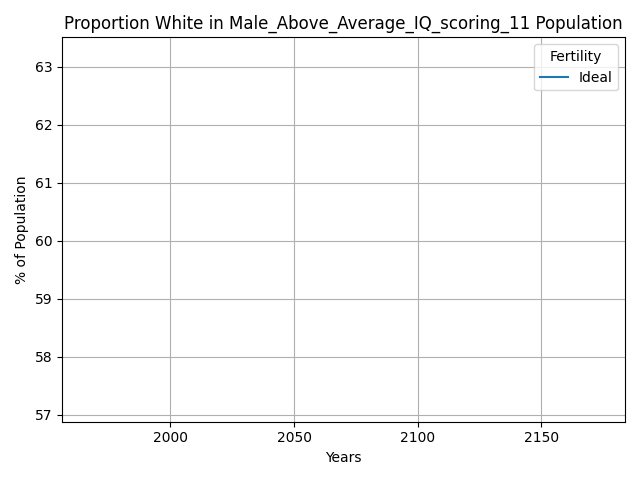 Proportion White in Male_Above_Average_IQ_scoring_11 Population
63
62
61
60
59
58
57
% of Population
Fertility
Ideal
2000 2050 2100 2150
Years